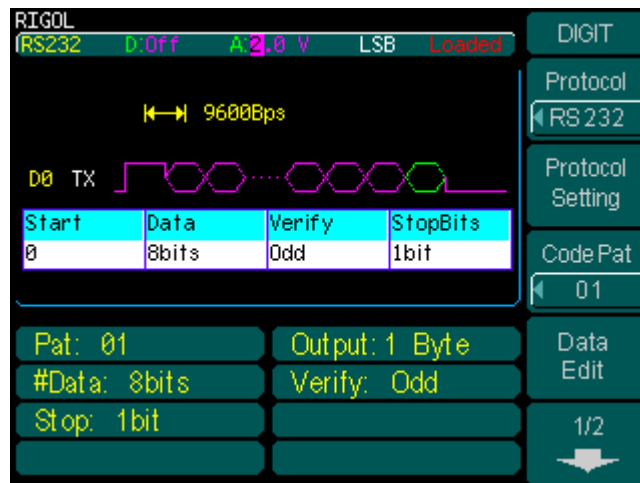 RIGOL
RS232 D:Off A:2.0 V LSB Loaded
9600Bps
D0 TX
Start Data Verify StopBits
0 8bits Odd 1bit
Pat: 01 Output:1 Byte
#Data: 8bits Verify: Odd
Stop: 1bit
DIGIT
Protocol
RS232
Protocol
Setting
Code Pat
01
Data
Edit
1/2